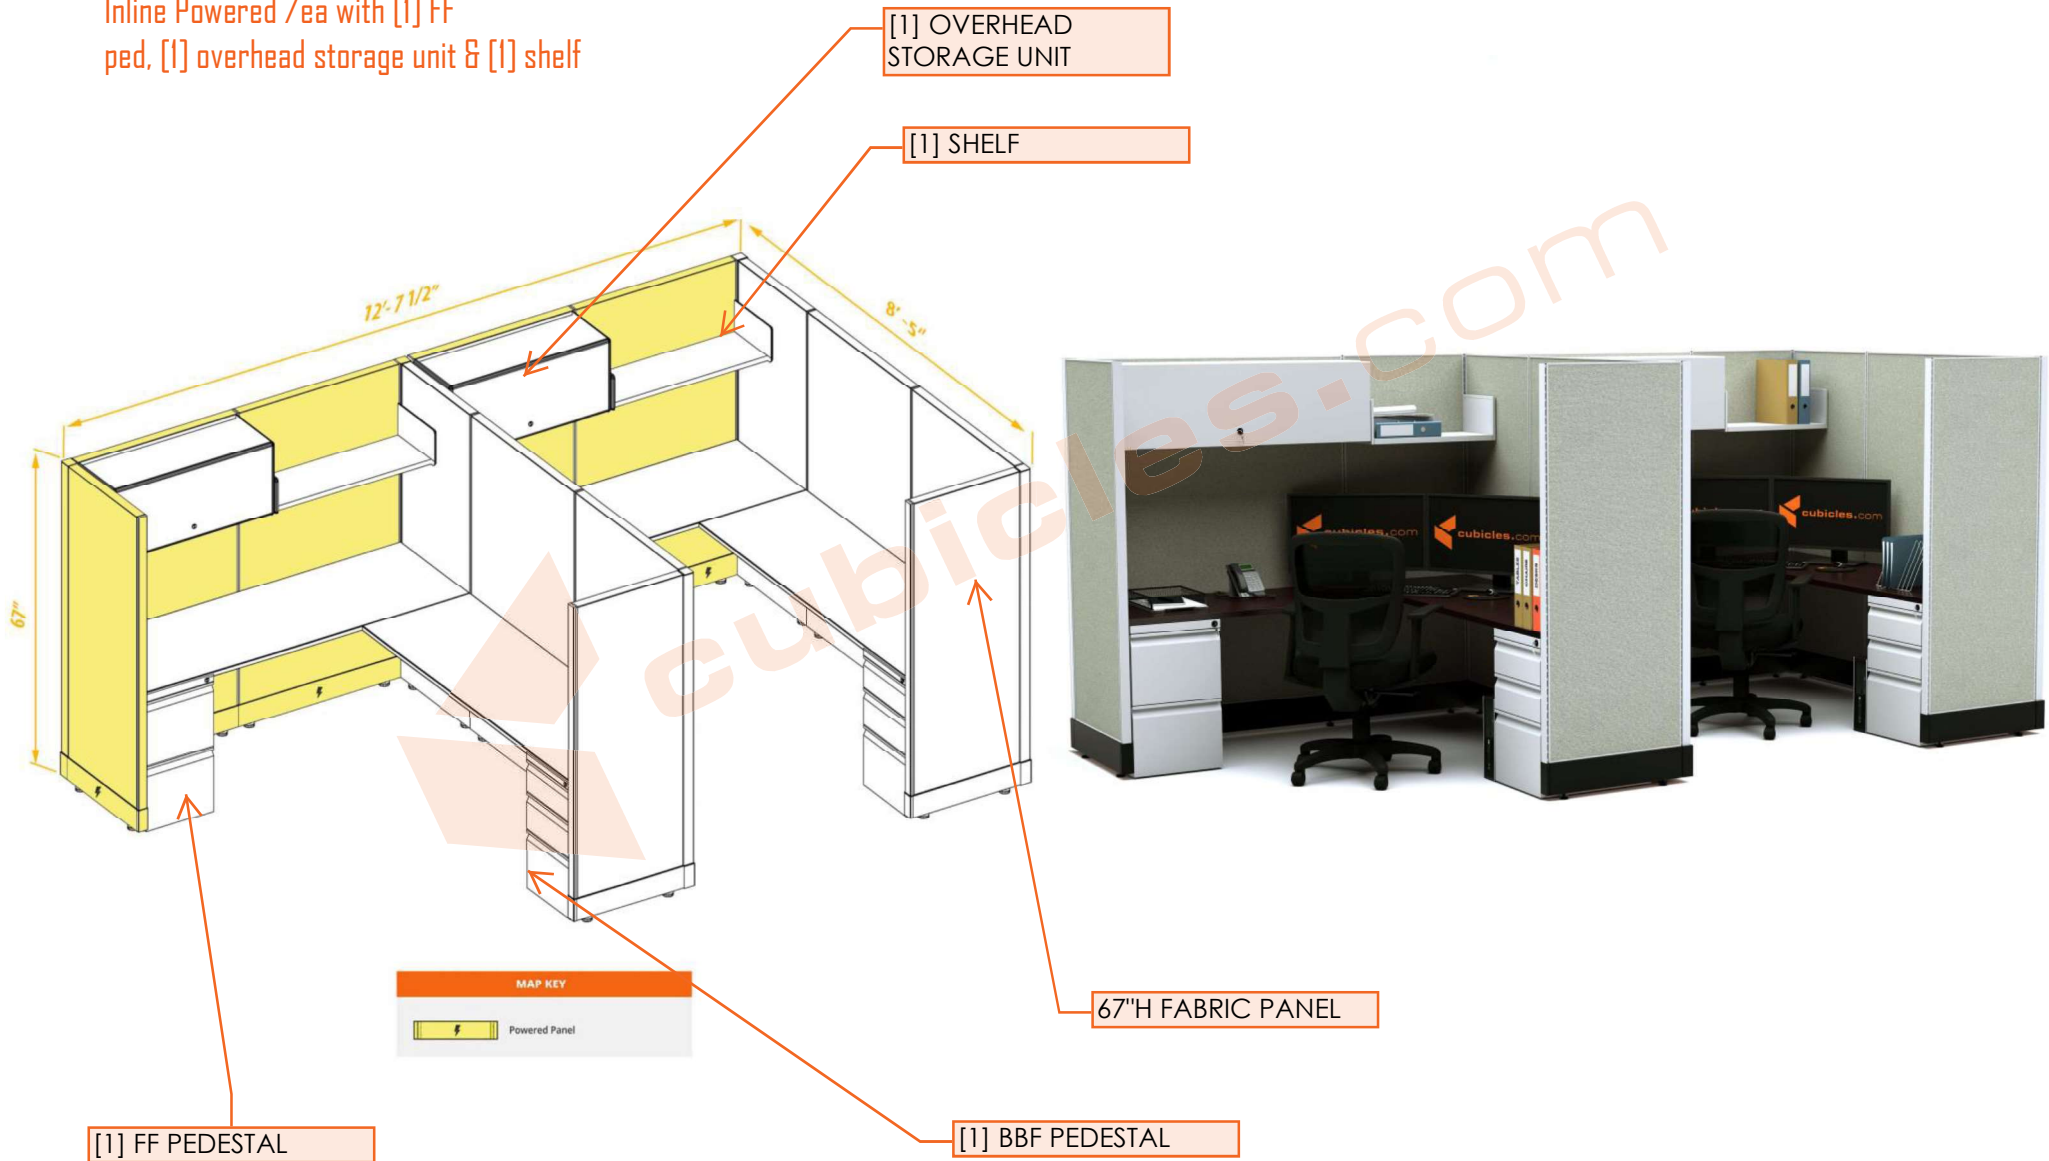 Inline Powered /ea with [1] FF
ped, [1] overhead storage unit & [1] shelf
[1] OVERHEAD
STORAGE UNIT
[1] SHELF
12'-7 1/2"
8'-5"
67"
cubicles.com
cubicles.com
cubicles.com
cubicles.com
MAP KEY
Powered Panel
67"H FABRIC PANEL
[1] FF PEDESTAL
[1] BBF PEDESTAL